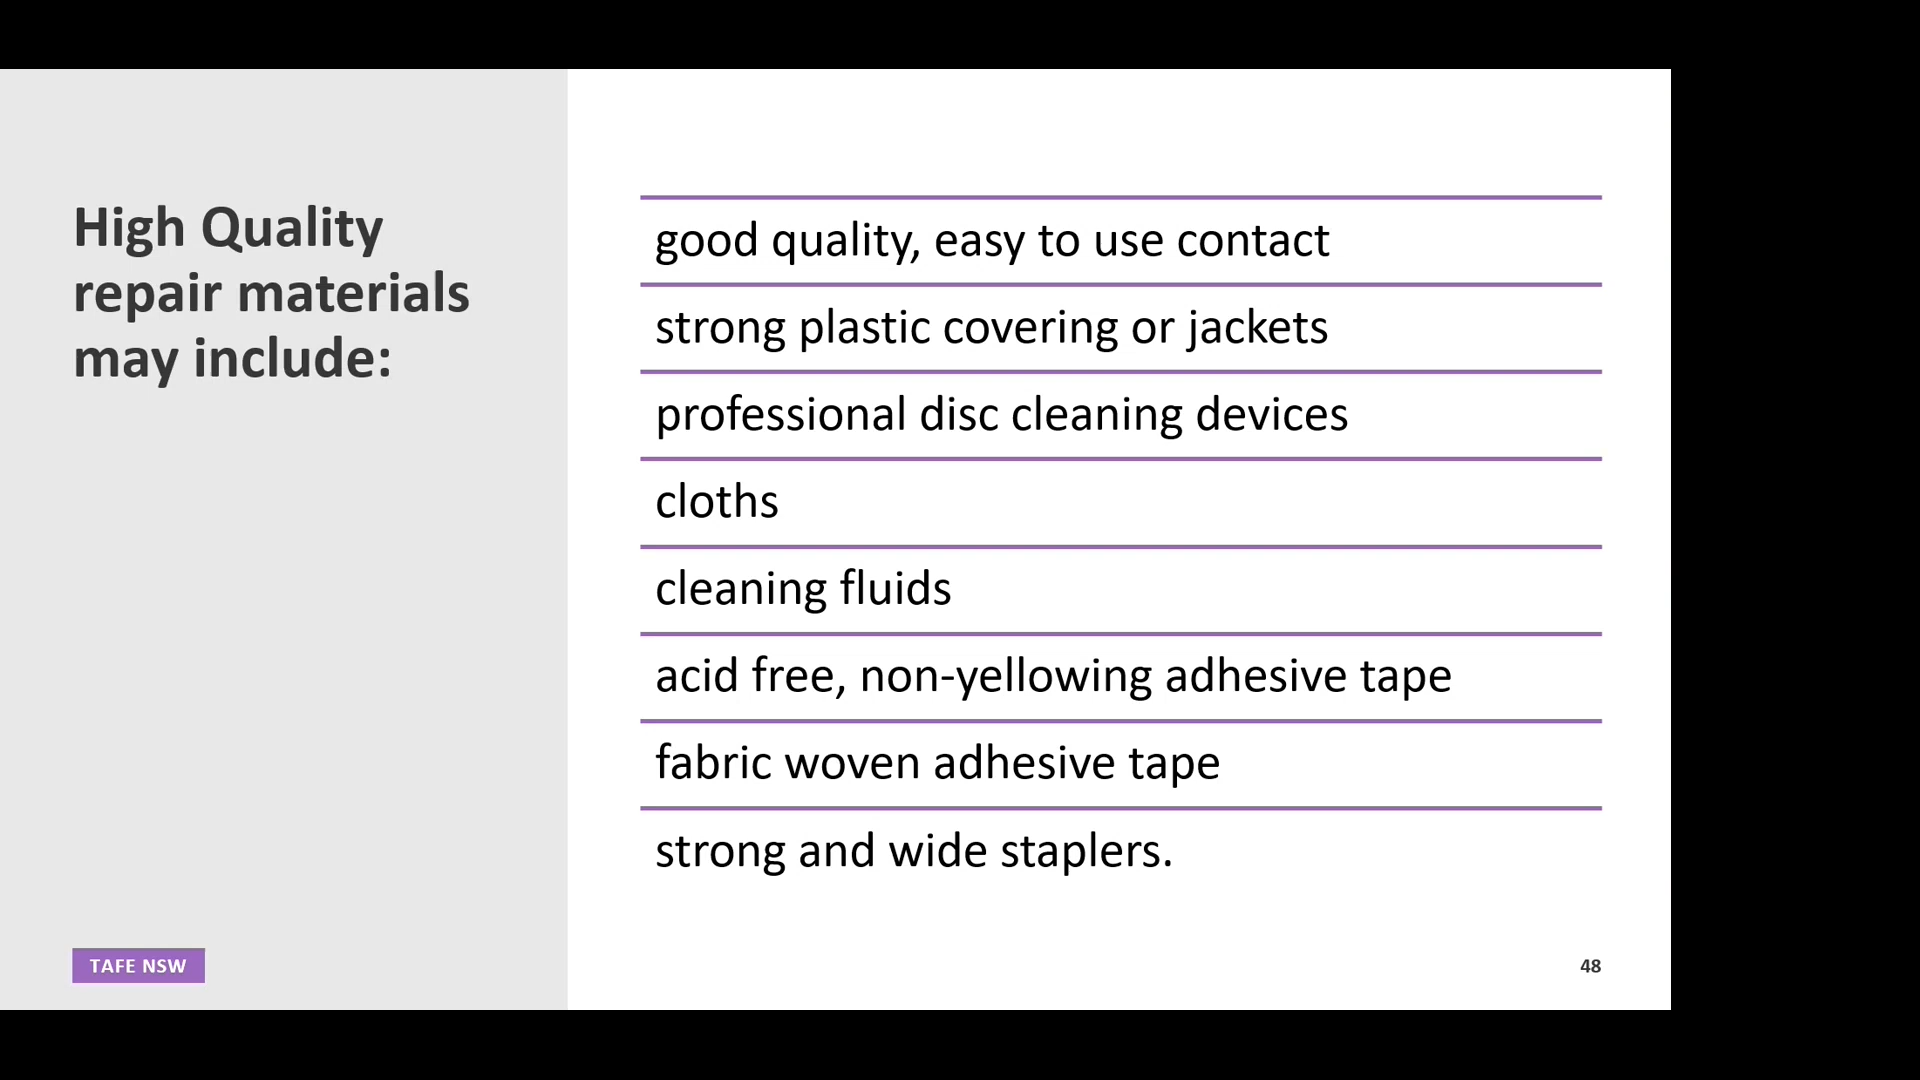 High Quality
repair materials
may include:
good quality, easy to use contact
strong plastic covering or jackets
professional disc cleaning devices
cloths
cleaning fluids
acid free, non-yellowing adhesive tape
fabric woven adhesive tape
strong and wide staplers.
TAFE NSW
48